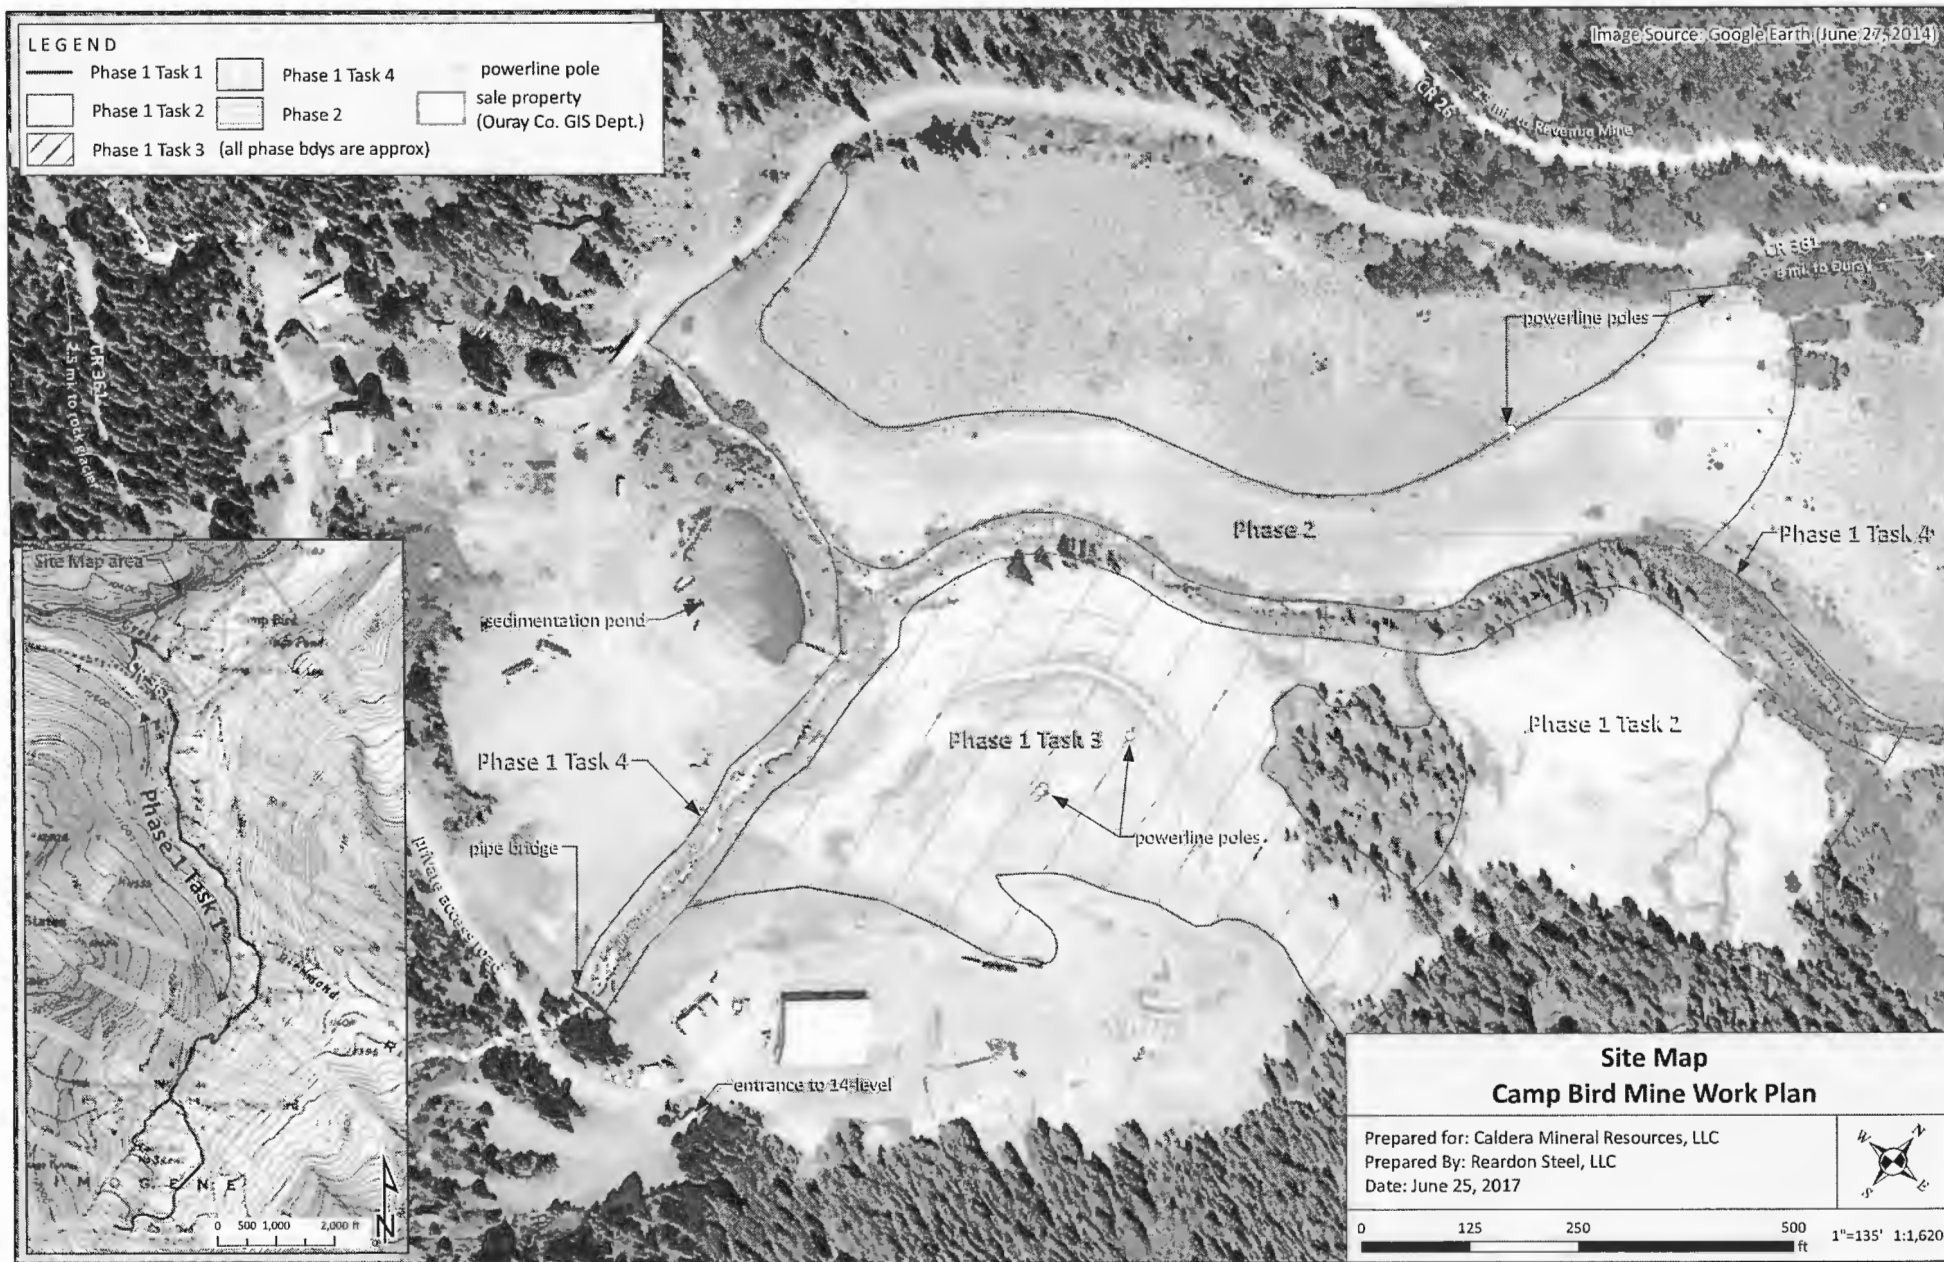 LEGEND
Phase 1 Task 1
Phase 1 Task 2
Phase 1 Task 3 (all phase bdys are approx)
Phase 1 Task 4
Phase 2
powerline pole
sale property
(Ouray Co. GIS Dept.)
Image Source: Google Earth (June 27, 2014)
CR 26
mi. to Revenue Mine
CR 361
mi. to Ouray
powerline poles
CR 361
2.5 mi. to rock glacier
Phase 2
Phase 1 Task 4
sedimentation pond
Phase 1 Task 2
Phase 1 Task 3
Phase 1 Task 4
powerline poles
pipe bridge
private access road
entrance to 14-level
Site Map area
Camp Bird
Phase 1 Task 1
Richmond
IMOGENE
0 500 1,000 2,000 ft
N
Site Map
Camp Bird Mine Work Plan
Prepared for: Caldera Mineral Resources, LLC
Prepared By: Reardon Steel, LLC
Date: June 25, 2017
W N
S E
0 125 250 500
ft
1"=135' 1:1,620